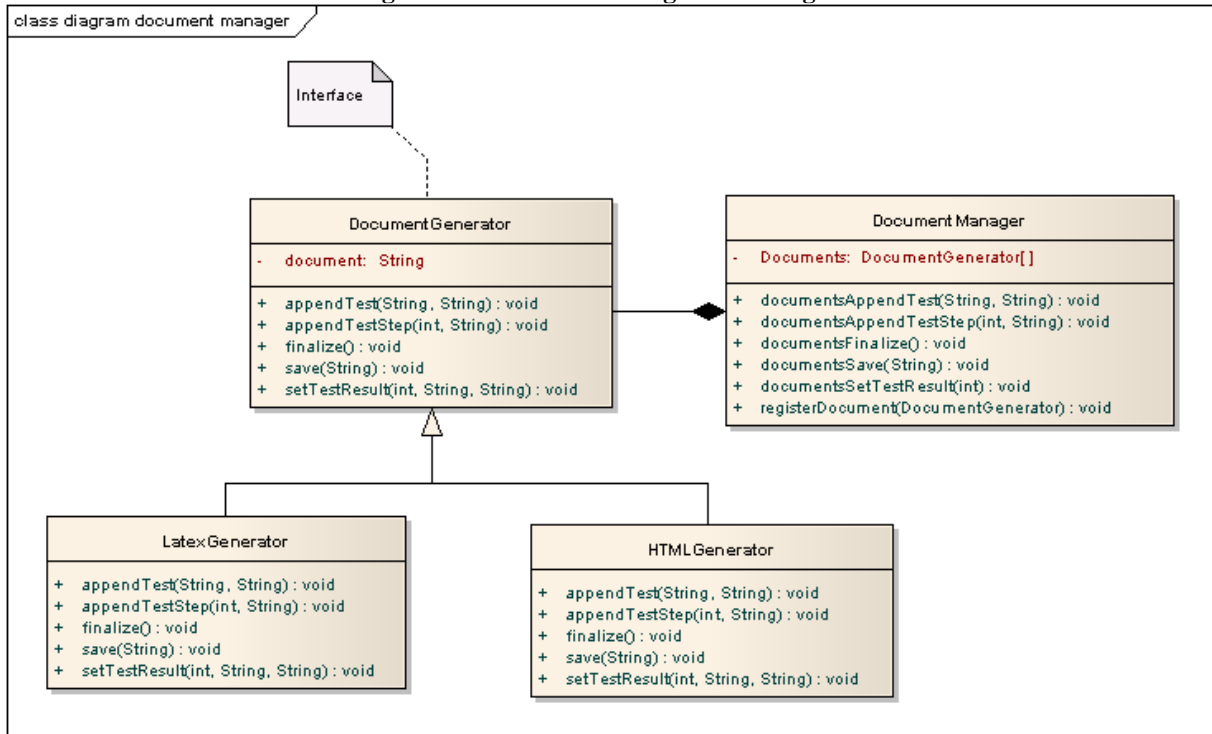 class diagram document manager
Interface
DocumentGenerator
- document: String
+ appendTest(String, String) : void
+ appendTestStep(int, String) : void
+ finalize() : void
+ save(String) : void
+ setTestResult(int, String, String) : void
DocumentManager
- Documents: DocumentGenerator[]
+ documentsAppendTest(String, String) : void
+ documentsAppendTestStep(int, String) : void
+ documentsFinalize() : void
+ documentsSave(String) : void
+ documentsSetTestResult(int) : void
+ registerDocument(DocumentGenerator) : void
LatexGenerator
+ appendTest(String, String) : void
+ appendTestStep(int, String) : void
+ finalize() : void
+ save(String) : void
+ setTestResult(int, String, String) : void
HTMLGenerator
+ appendTest(String, String) : void
+ appendTestStep(int, String) : void
+ finalize() : void
+ save(String) : void
+ setTestResult(int, String, String) : void